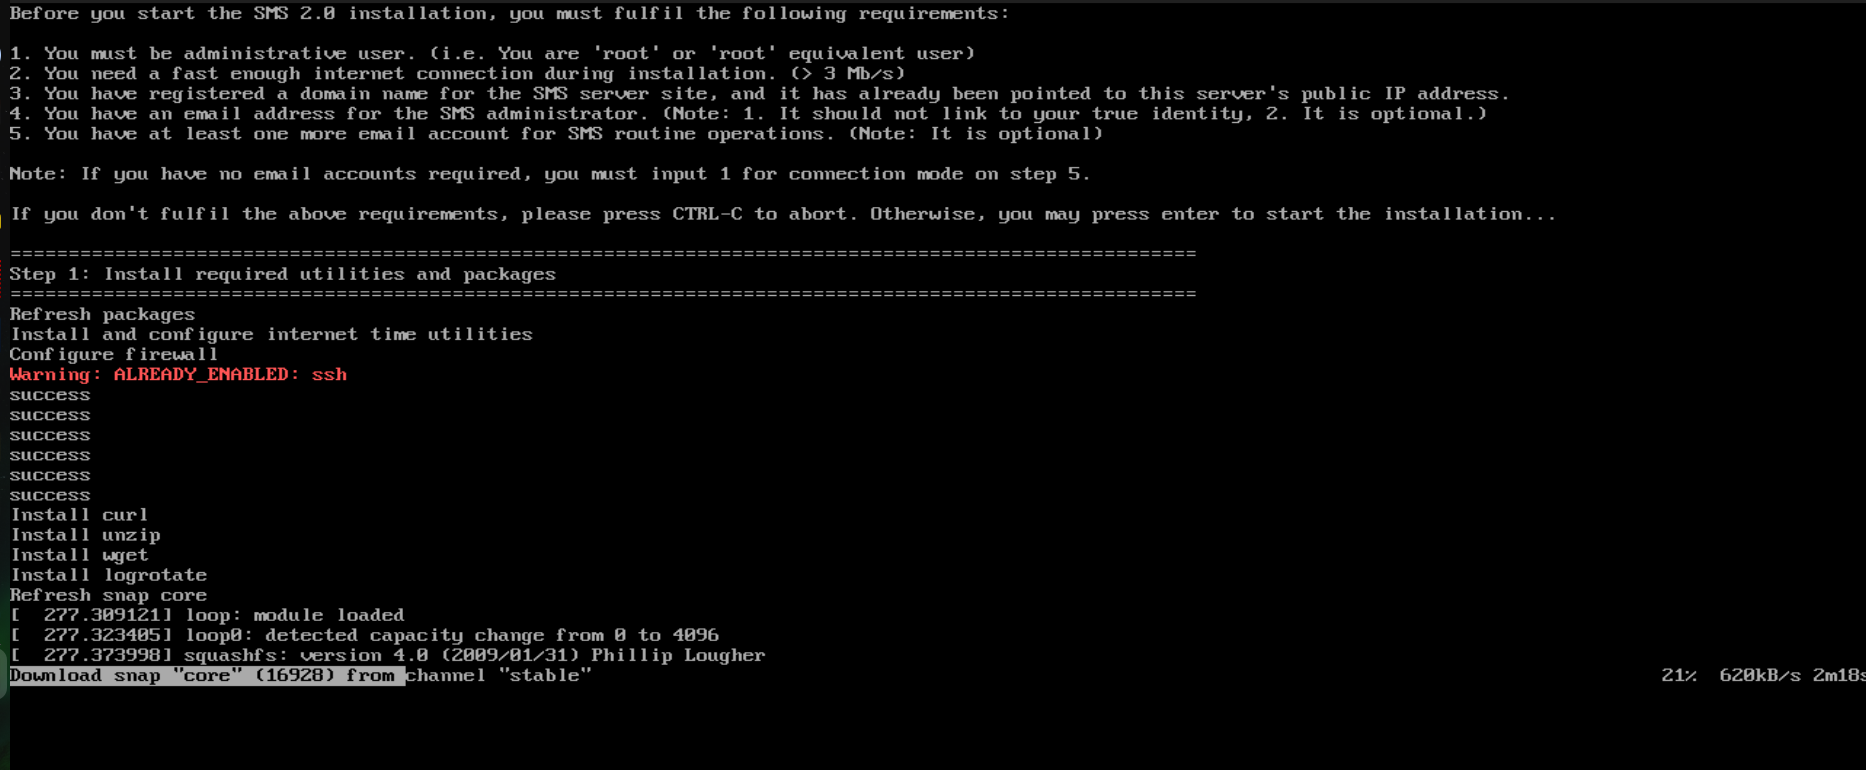 Before you start the SMS 2.0 installation, you must fulfil the following requirements:
1. You must be administrative user. (i.e. You are 'root' or 'root' equivalent user)
2. You need a fast enough internet connection during installation. (> 3 Mb/s)
3. You have registered a domain name for the SMS server site, and it has already been pointed to this server's public IP address.
4. You have an email address for the SMS administrator. (Note: 1. It should not link to your true identity, 2. It is optional.)
5. You have at least one more email account for SMS routine operations. (Note: It is optional)
Note: If you have no email accounts required, you must input 1 for connection mode on step 5.
If you don't fulfil the above requirements, please press CTRL-C to abort. Otherwise, you may press enter to start the installation...
=======================================================================================================
Step 1: Install required utilities and packages
=======================================================================================================
Refresh packages
Install and configure internet time utilities
Configure firewall
Warning: ALREADY_ENABLED: ssh
success
success
success
success
success
success
Install curl
Install unzip
Install wget
Install logrotate
Refresh snap core
[  277.309121] loop: module loaded
[  277.323405] loop0: detected capacity change from 0 to 4096
[  277.373998] squashfs: version 4.0 (2009/01/31) Phillip Lougher
Download snap "core" (16928) from channel "stable" 21% 620kB/s 2m18s